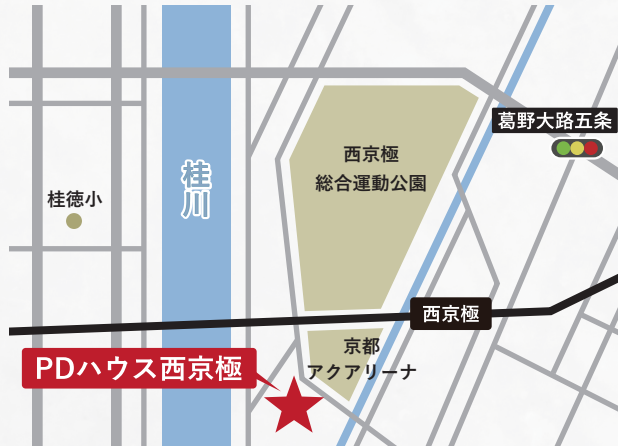 葛野大路五条
西京極
総合運動公園
桂川
桂徳小
西京極
京都
アクアリーナ
PDハウス西京極